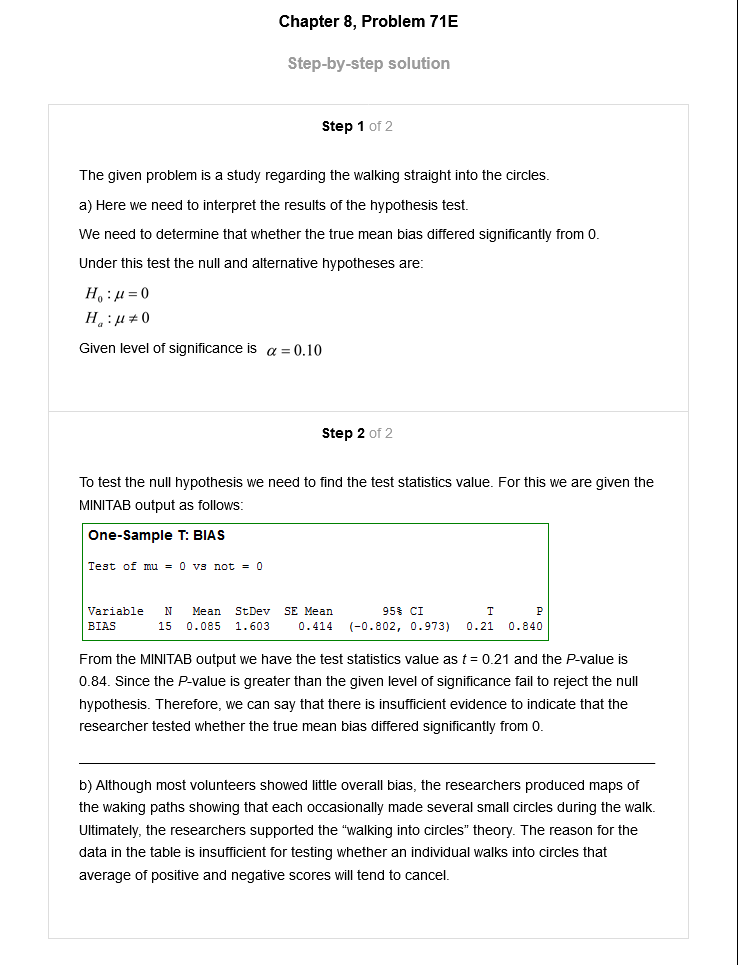 Chapter 8, Problem 71E
Step-by-step solution
Step 1 of 2
The given problem is a study regarding the walking straight into the circles.
a) Here we need to interpret the results of the hypothesis test.
We need to determine that whether the true mean bias differed significantly from 0.
Under this test the null and alternative hypotheses are:
H₀ : μ = 0
Hₐ : μ ≠ 0
Given level of significance is α = 0.10
Step 2 of 2
To test the null hypothesis we need to find the test statistics value. For this we are given the
MINITAB output as follows:
One-Sample T: BIAS
Test of mu = 0 vs not = 0
Variable N Mean StDev SE Mean 95% CI T P
BIAS 15 0.085 1.603 0.414 (-0.802, 0.973) 0.21 0.840
From the MINITAB output we have the test statistics value as t = 0.21 and the P-value is
0.84. Since the P-value is greater than the given level of significance fail to reject the null
hypothesis. Therefore, we can say that there is insufficient evidence to indicate that the
researcher tested whether the true mean bias differed significantly from 0.
b) Although most volunteers showed little overall bias, the researchers produced maps of
the waking paths showing that each occasionally made several small circles during the walk.
Ultimately, the researchers supported the “walking into circles” theory. The reason for the
data in the table is insufficient for testing whether an individual walks into circles that
average of positive and negative scores will tend to cancel.